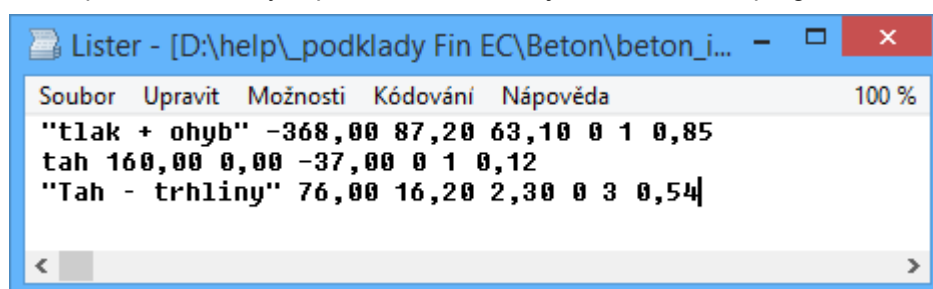 Lister - [D:\help\_podklady Fin EC\Beton\beton_i...
Soubor Upravit Možnosti Kódování Nápověda 100 %
"tlak + ohyb" -368,00 87,20 63,10 0 1 0,85
tah 160,00 0,00 -37,00 0 1 0,12
"Tah - trhliny" 76,00 16,20 2,30 0 3 0,54